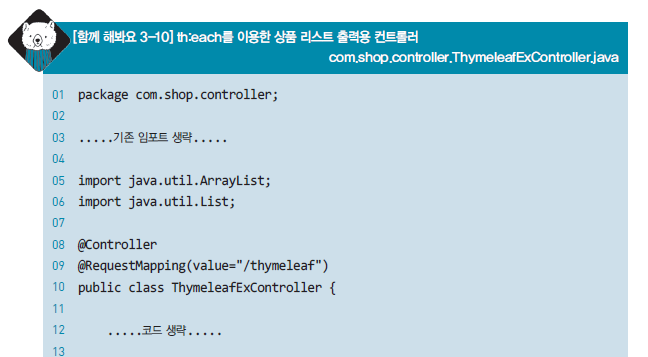 [함께 해봐요 3-10] th:each를 이용한 상품 리스트 출력용 컨트롤러
com.shop.controller.ThymeleafExController.java
01 package com.shop.controller;
02
03 .....기존 임포트 생략.....
04
05 import java.util.ArrayList;
06 import java.util.List;
07
08 @Controller
09 @RequestMapping(value="/thymeleaf")
10 public class ThymeleafExController {
11
12 .....코드 생략.....
13